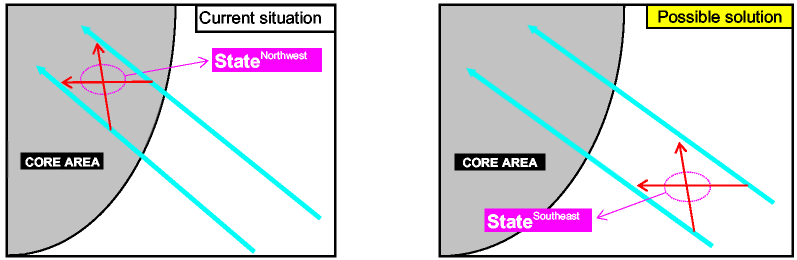 Current situation
State Northwest
CORE AREA
Possible solution
CORE AREA
State Southeast